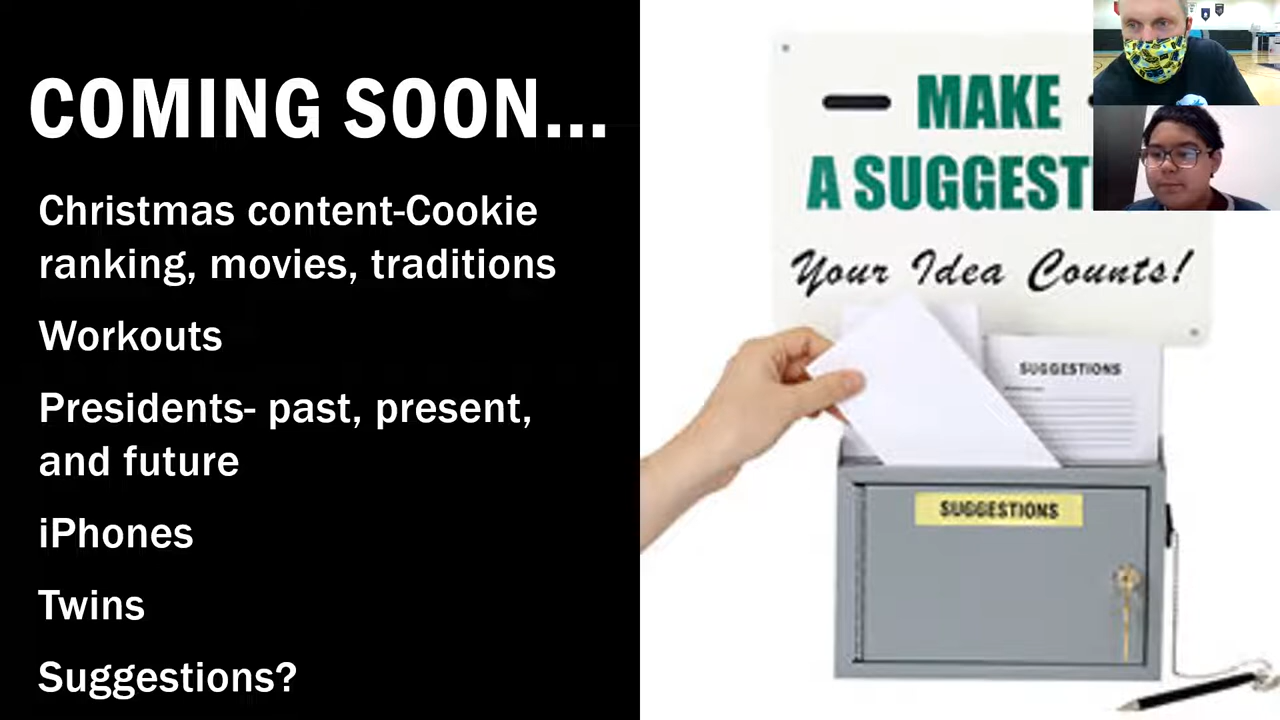 COMING SOON...
Christmas content-Cookie
ranking, movies, traditions
Workouts
Presidents- past, present,
and future
iPhones
Twins
Suggestions?
MAKE
A SUGGEST
Your Idea Counts!
SUGGESTIONS
SUGGESTIONS